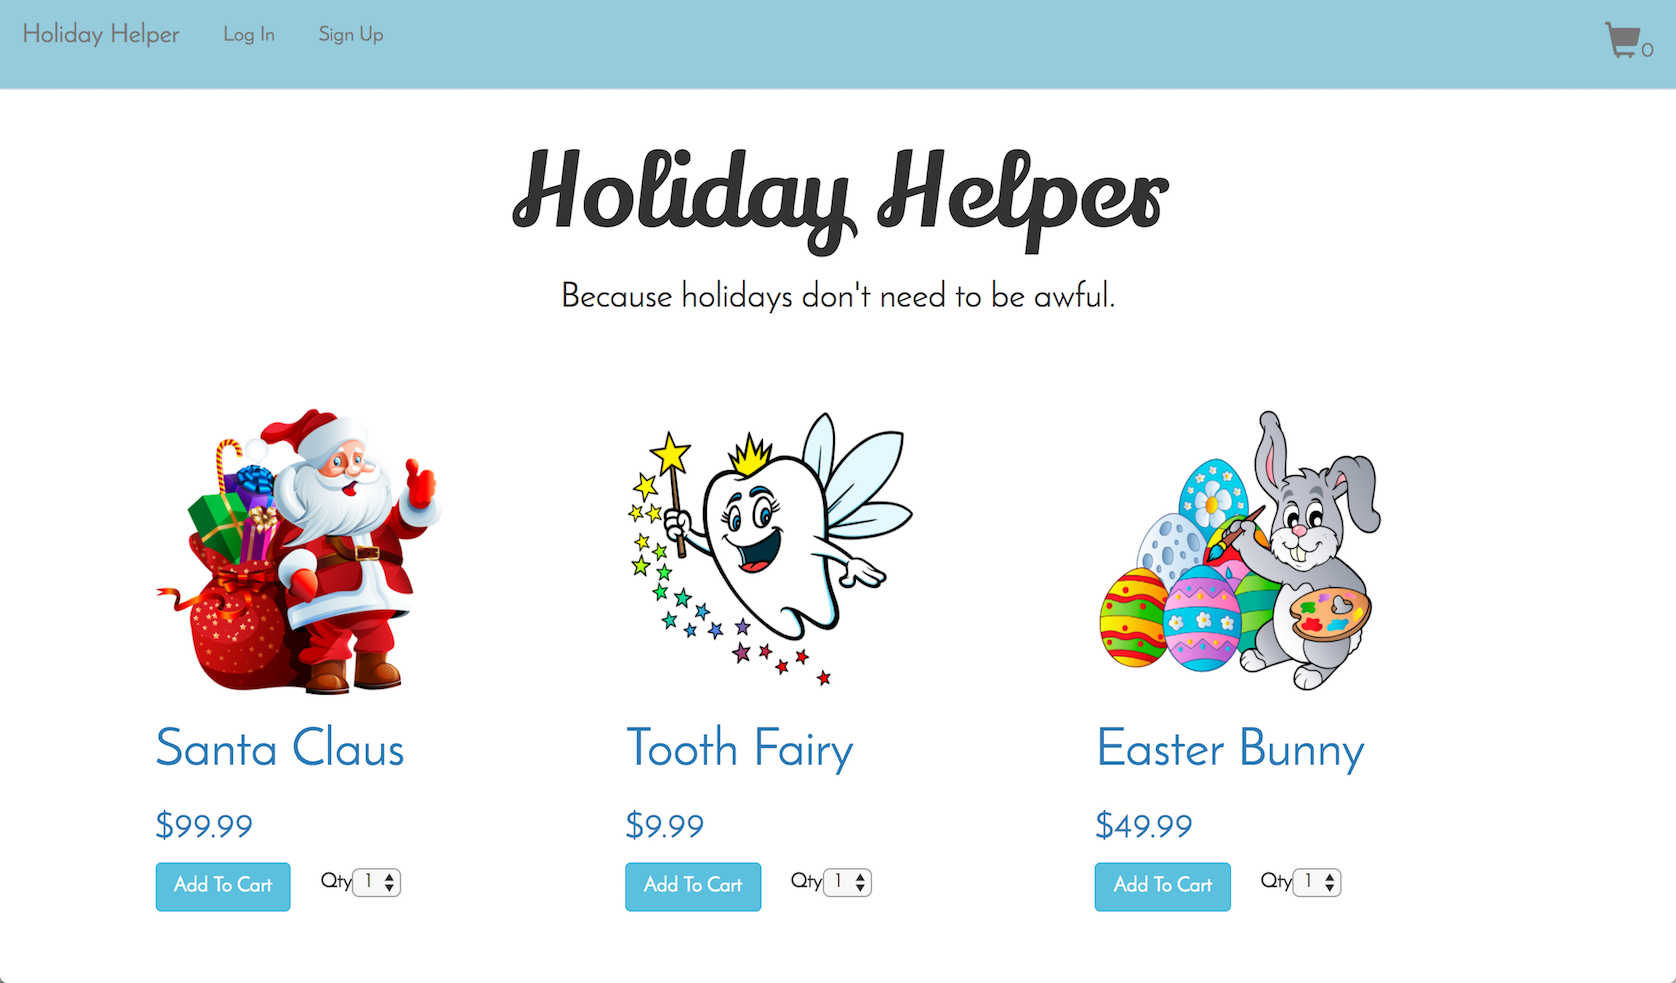 Holiday Helper Log In Sign Up 0
Holiday Helper
Because holidays don't need to be awful.
Santa Claus Tooth Fairy Easter Bunny
$99.99 $9.99 $49.99
Add To Cart Qty 1 Add To Cart Qty 1 Add To Cart Qty 1